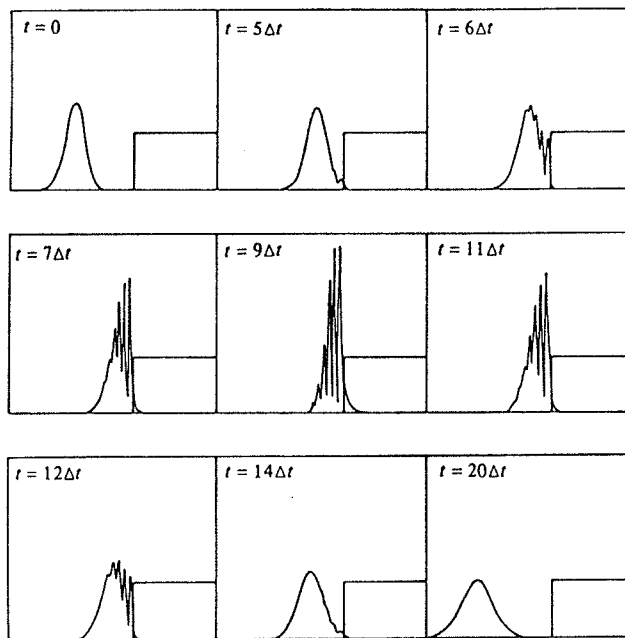 t = 0
t = 5Δt
t = 6Δt
t = 7Δt
t = 9Δt
t = 11Δt
t = 12Δt
t = 14Δt
t = 20Δt